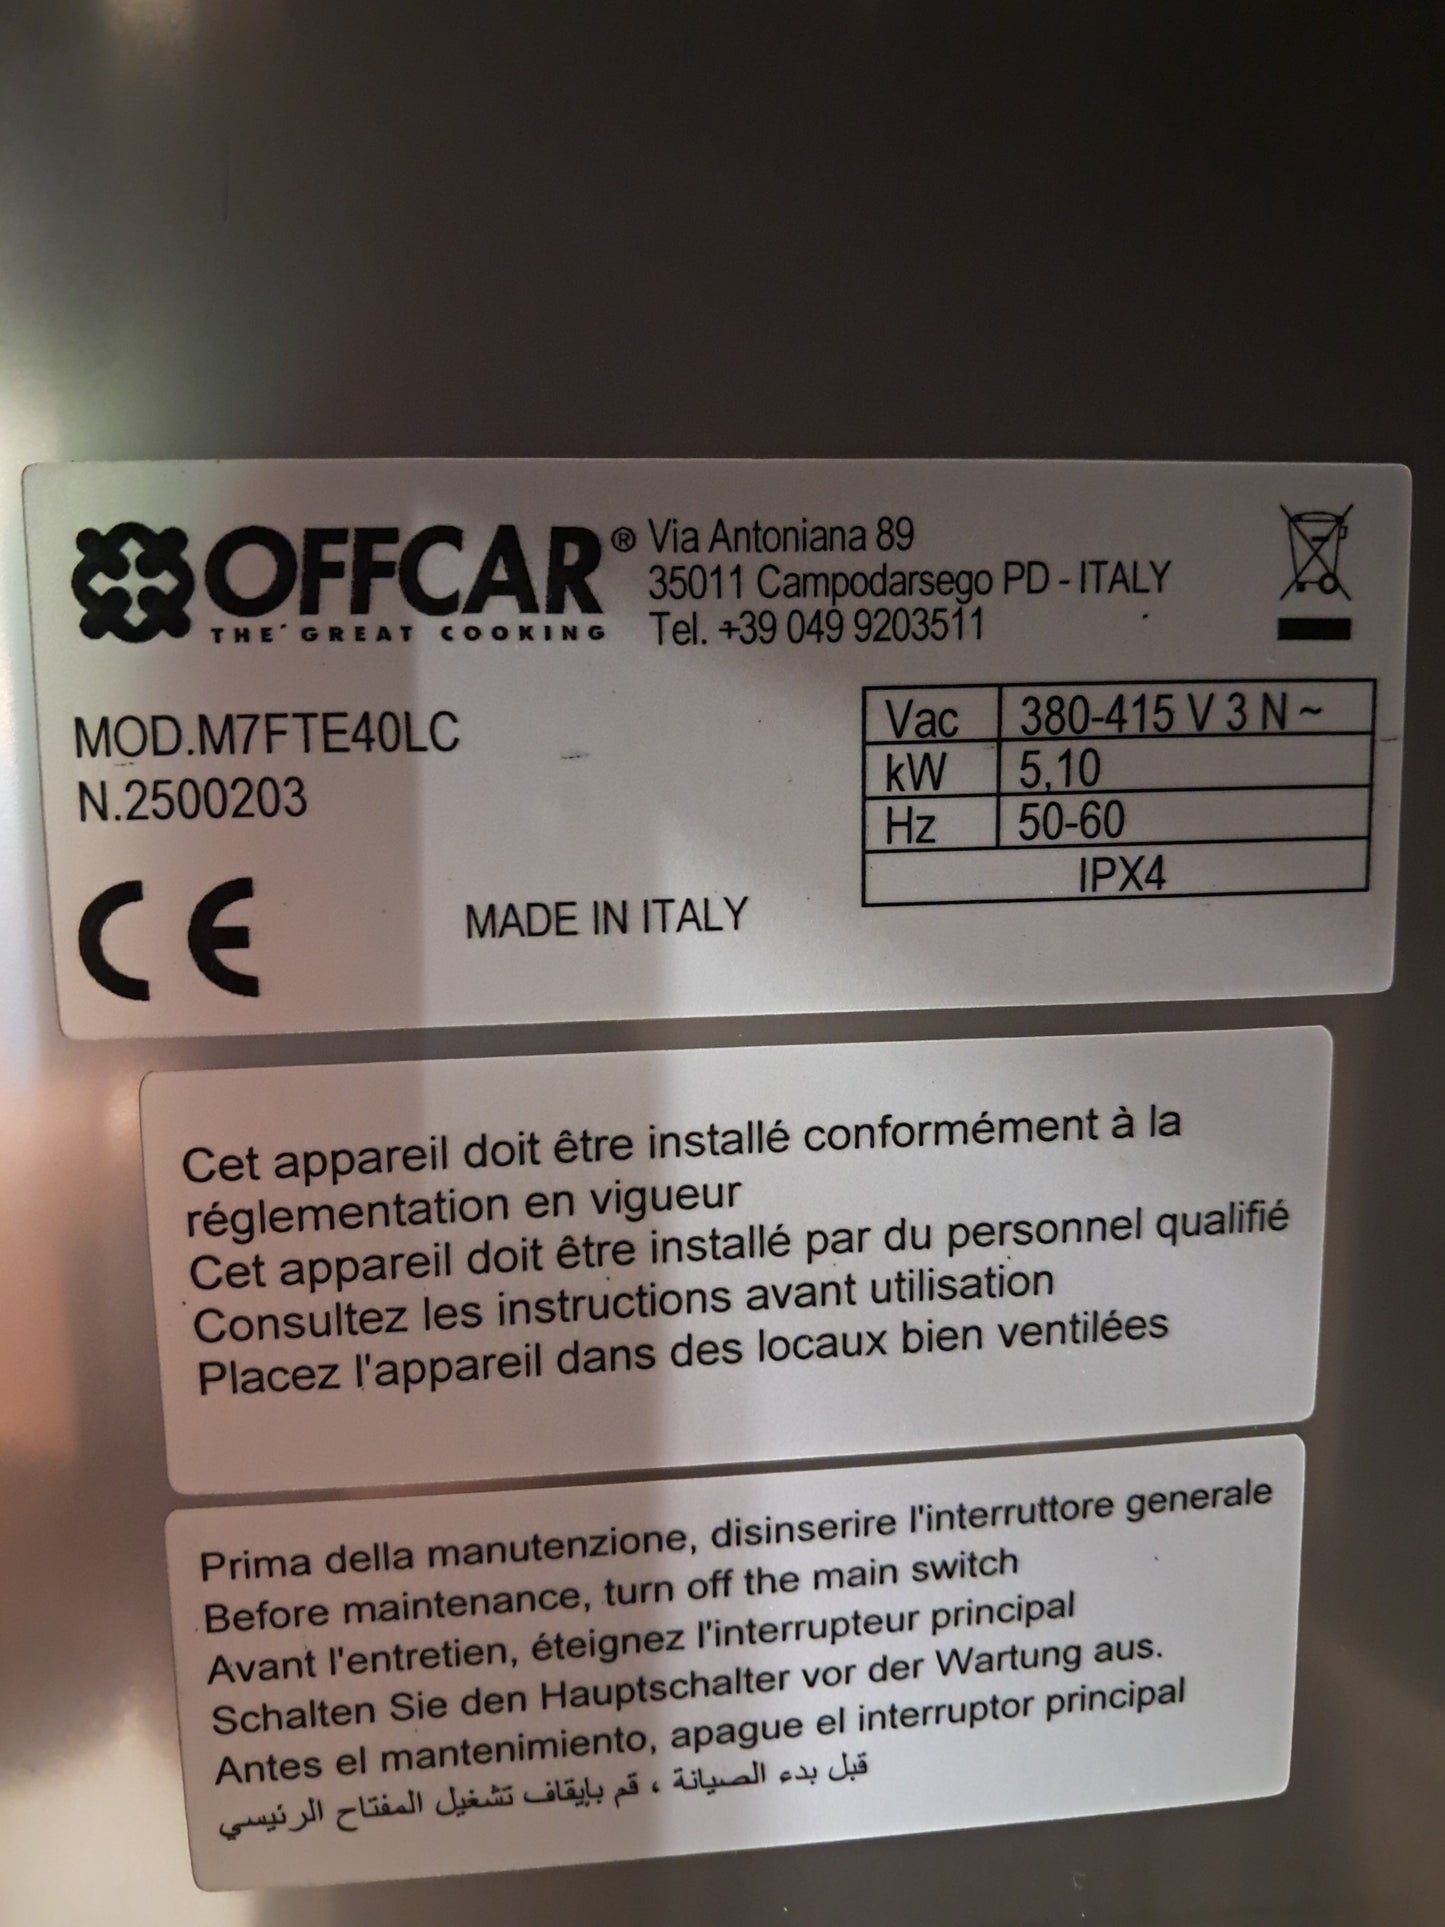 OFFCAR®
THE GREAT COOKING
Via Antoniana 89
35011 Campodarsego PD - ITALY
Tel. +39 049 9203511
MOD.M7FTE40LC
N.2500203
Vac 380-415 V 3 N ~
kW 5,10
Hz 50-60
IPX4
CE
MADE IN ITALY
Cet appareil doit être installé conformément à la
réglementation en vigueur
Cet appareil doit être installé par du personnel qualifié
Consultez les instructions avant utilisation
Placez l'appareil dans des locaux bien ventilées
Prima della manutenzione, disinserire l'interruttore generale
Before maintenance, turn off the main switch
Avant l'entretien, éteignez l'interrupteur principal
Schalten Sie den Hauptschalter vor der Wartung aus.
Antes el mantenimiento, apague el interruptor principal
قبل بدء الصيانة ، قم بإيقاف تشغيل المفتاح الرئيسي